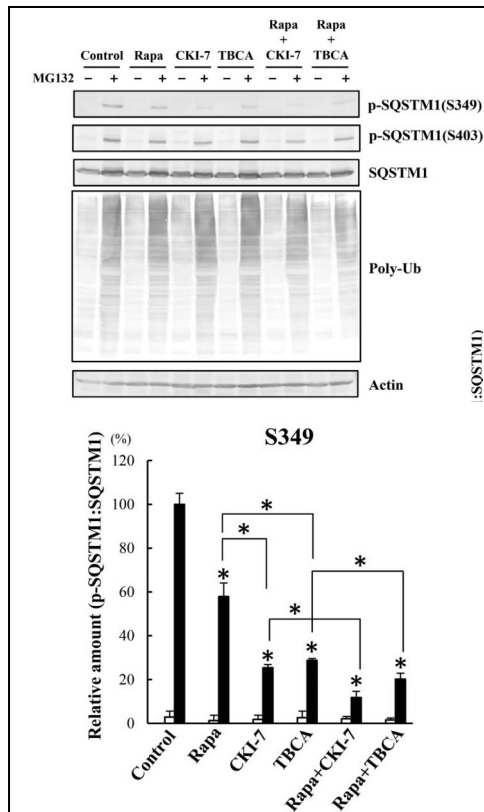 Rapa Rapa
+ +
Control Rapa CKI-7 TBCA CKI-7 TBCA
MG132 – + – + – + – + – + – +
p-SQSTM1(S349)
p-SQSTM1(S403)
SQSTM1
Poly-Ub
Actin
1:SQSTM1)
(%) S349
Relative amount (p-SQSTM1:SQSTM1)
120
100
80
60
40
20
0
* *
* *
* * * * *
Control Rapa CKI-7 TBCA Rapa+CKI-7 Rapa+TBCA